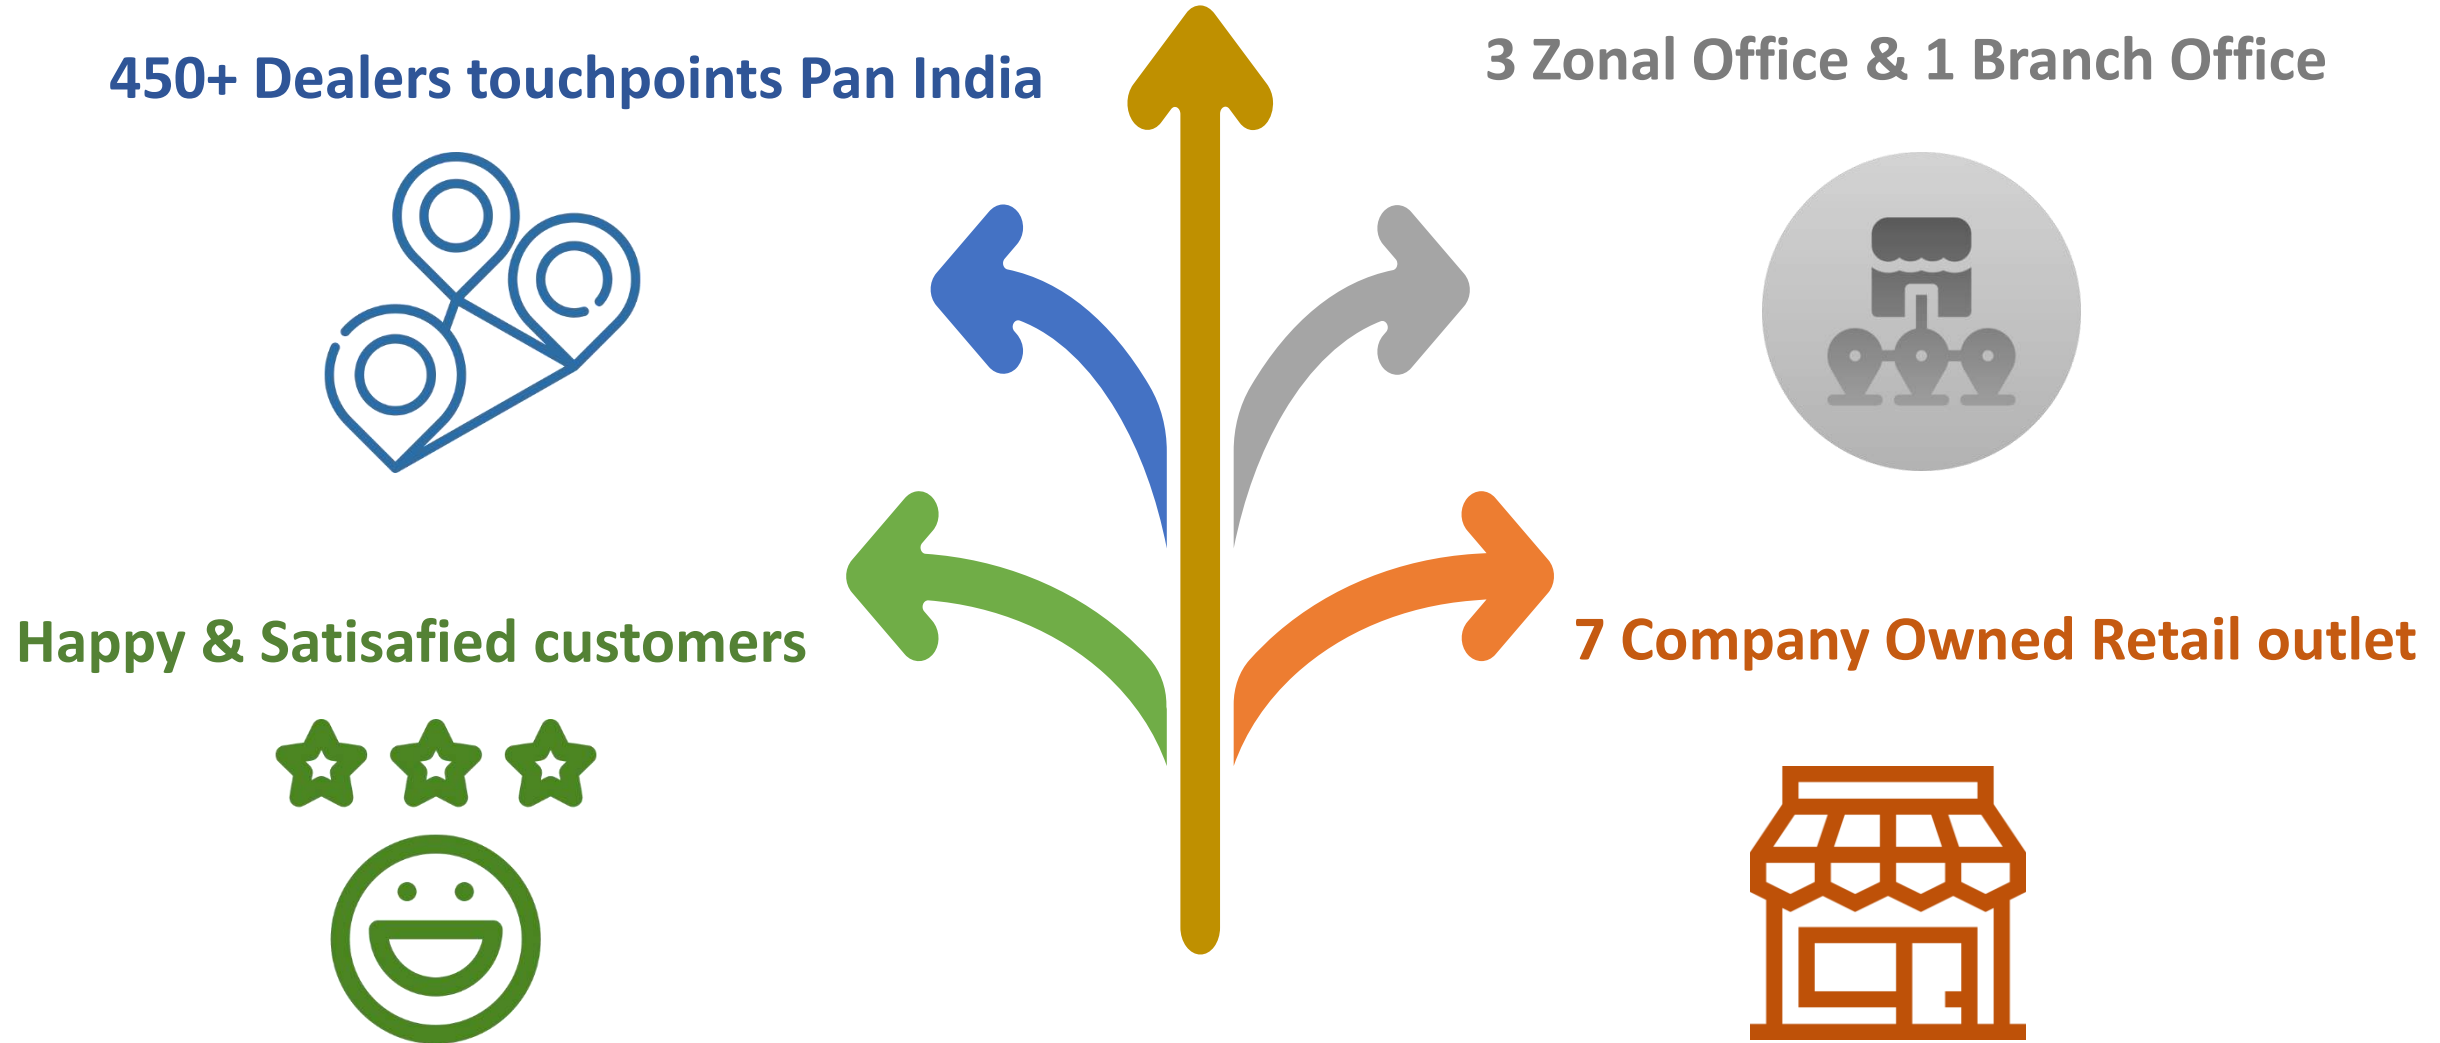 450+ Dealers touchpoints Pan India
3 Zonal Office & 1 Branch Office
Happy & Satisafied customers
7 Company Owned Retail outlet